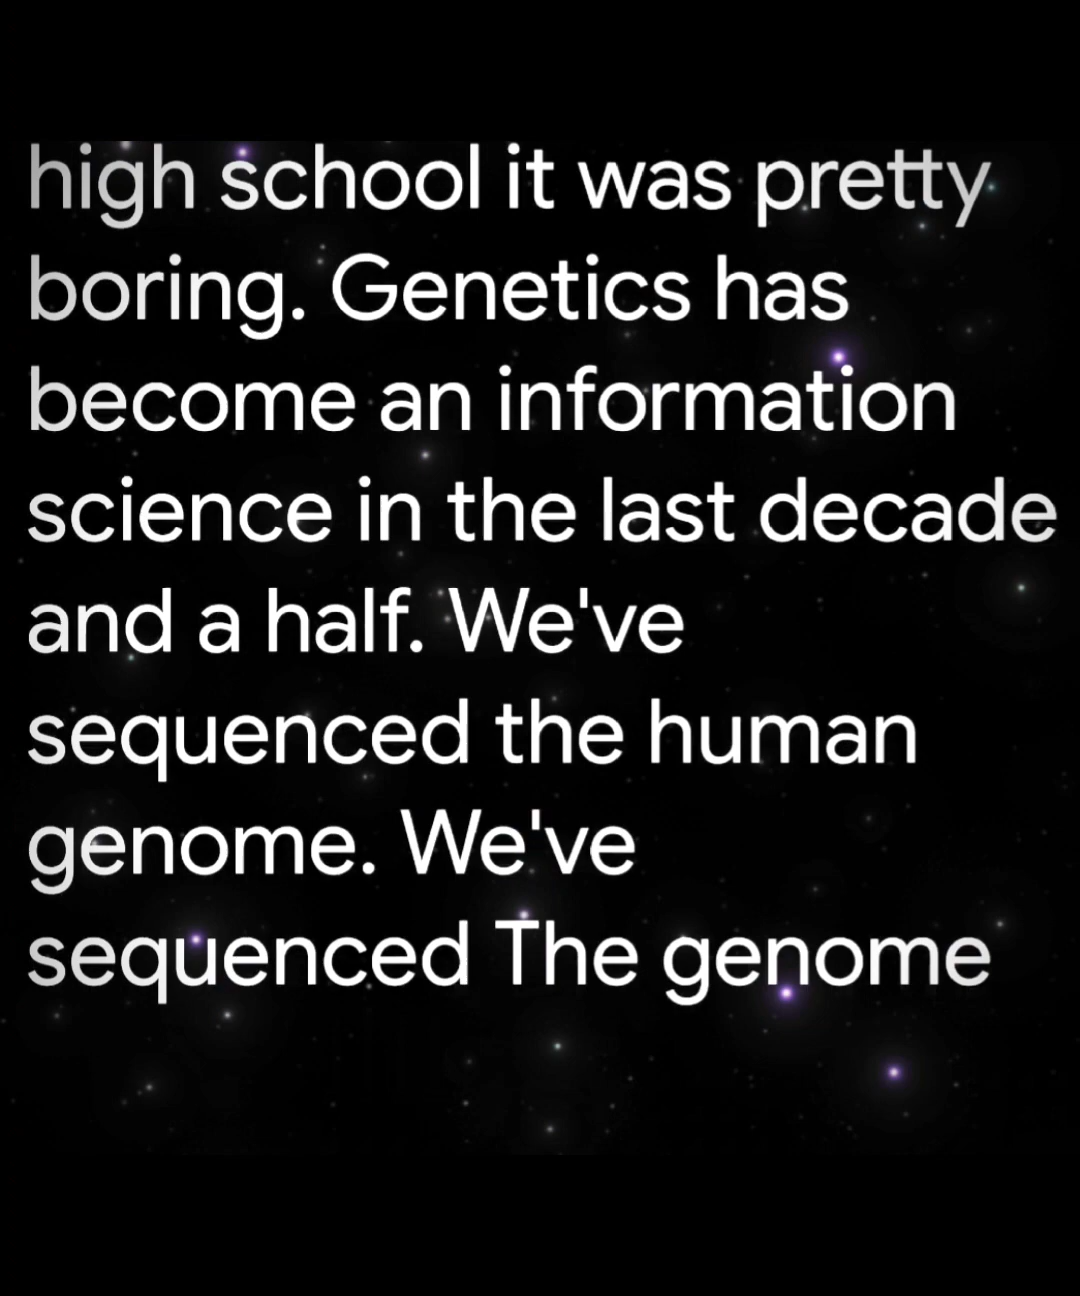 high school it was pretty
boring. Genetics has
become an information
science in the last decade
and a half. We've
sequenced the human
genome. We've
sequenced The genome